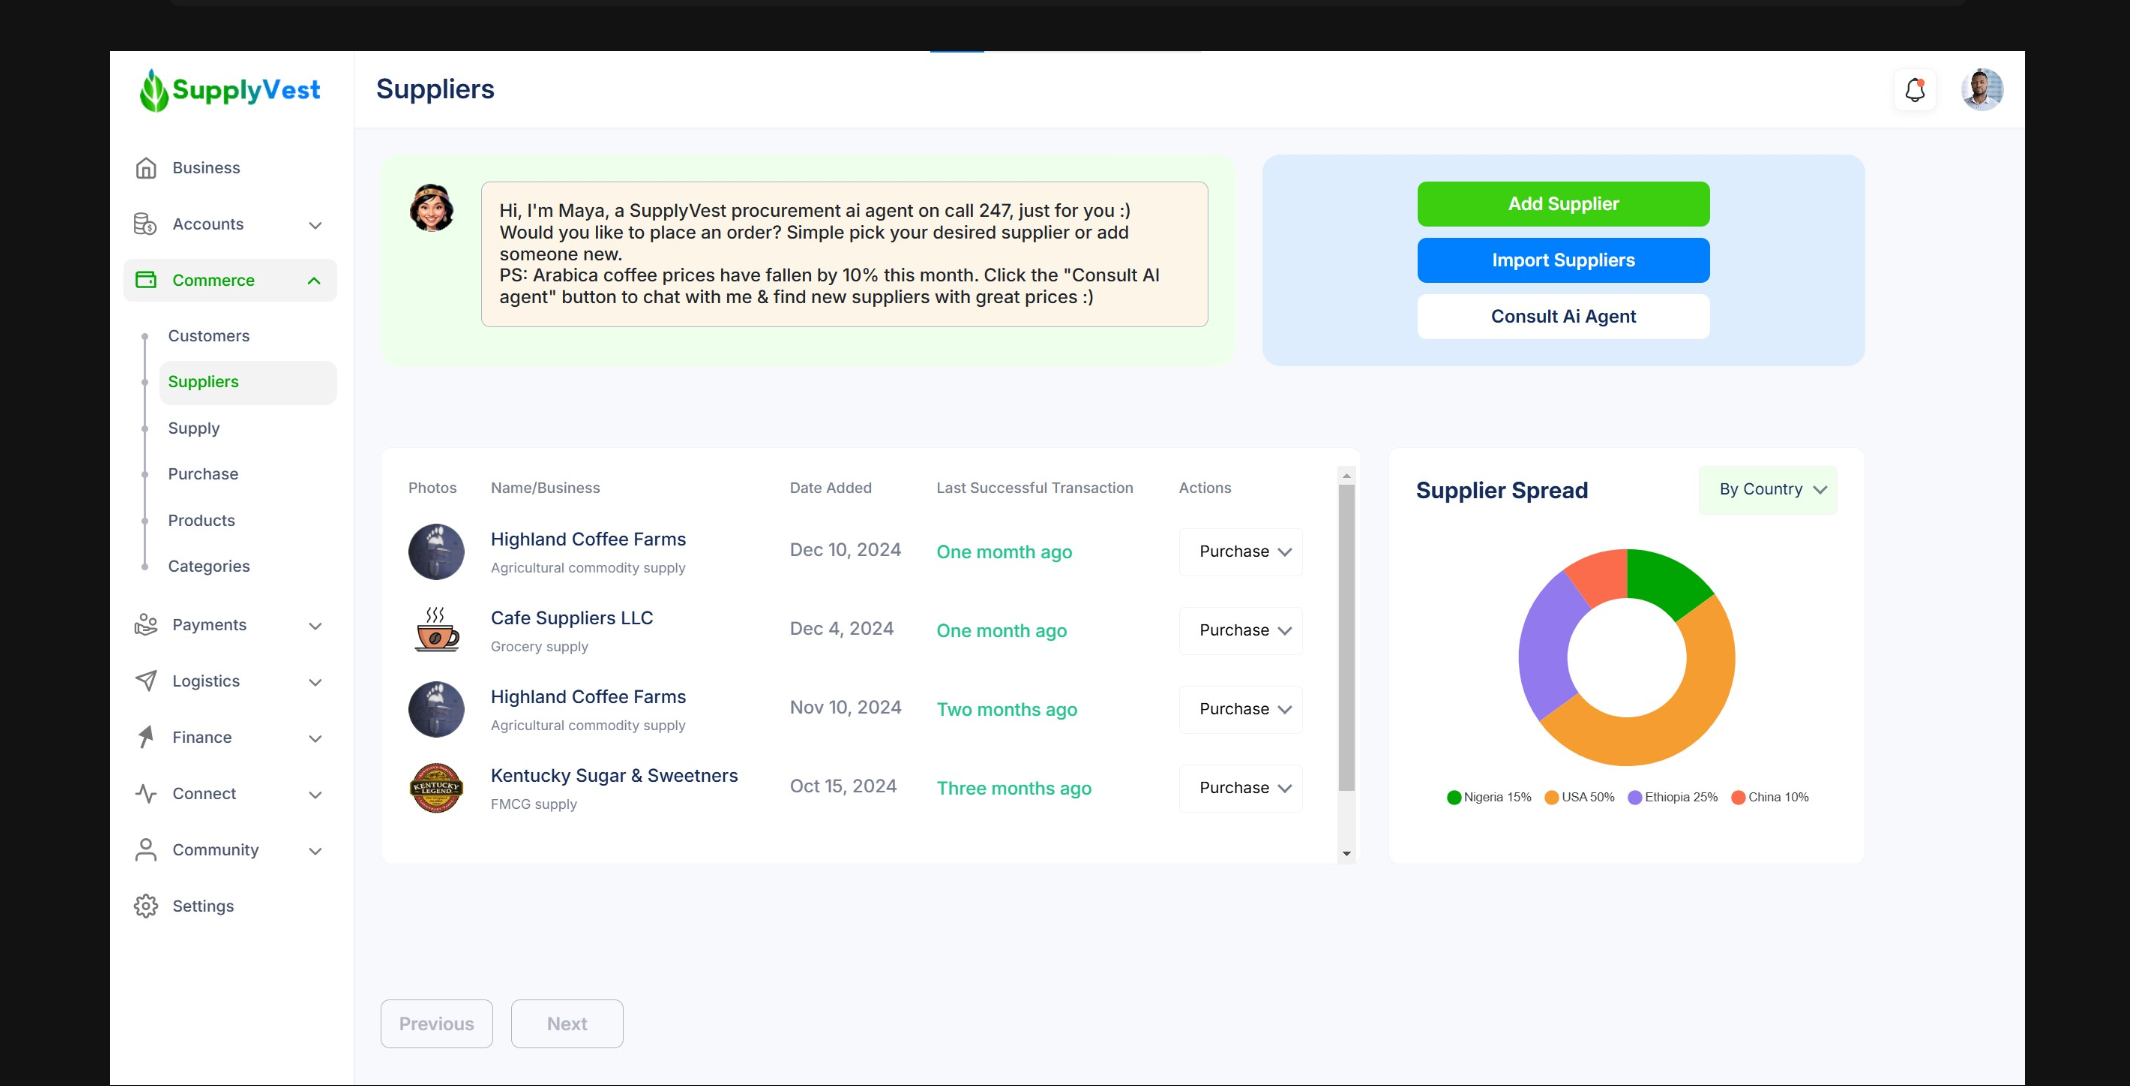 SupplyVest
Suppliers
Business
Accounts
Commerce
Customers
Suppliers
Supply
Purchase
Products
Categories
Payments
Logistics
Finance
Connect
Community
Settings
Hi, I'm Maya, a SupplyVest procurement ai agent on call 247, just for you :)
Would you like to place an order? Simple pick your desired supplier or add
someone new.
PS: Arabica coffee prices have fallen by 10% this month. Click the "Consult AI
agent" button to chat with me & find new suppliers with great prices :)
Add Supplier
Import Suppliers
Consult Ai Agent
Photos Name/Business Date Added Last Successful Transaction Actions
Highland Coffee Farms
Agricultural commodity supply
Dec 10, 2024
One momth ago
Purchase
Cafe Suppliers LLC
Grocery supply
Dec 4, 2024
One month ago
Purchase
Highland Coffee Farms
Agricultural commodity supply
Nov 10, 2024
Two months ago
Purchase
KENTUCKY
LEGEND
Kentucky Sugar & Sweetners
FMCG supply
Oct 15, 2024
Three months ago
Purchase
Supplier Spread
By Country
Nigeria 15% USA 50% Ethiopia 25% China 10%
Previous
Next